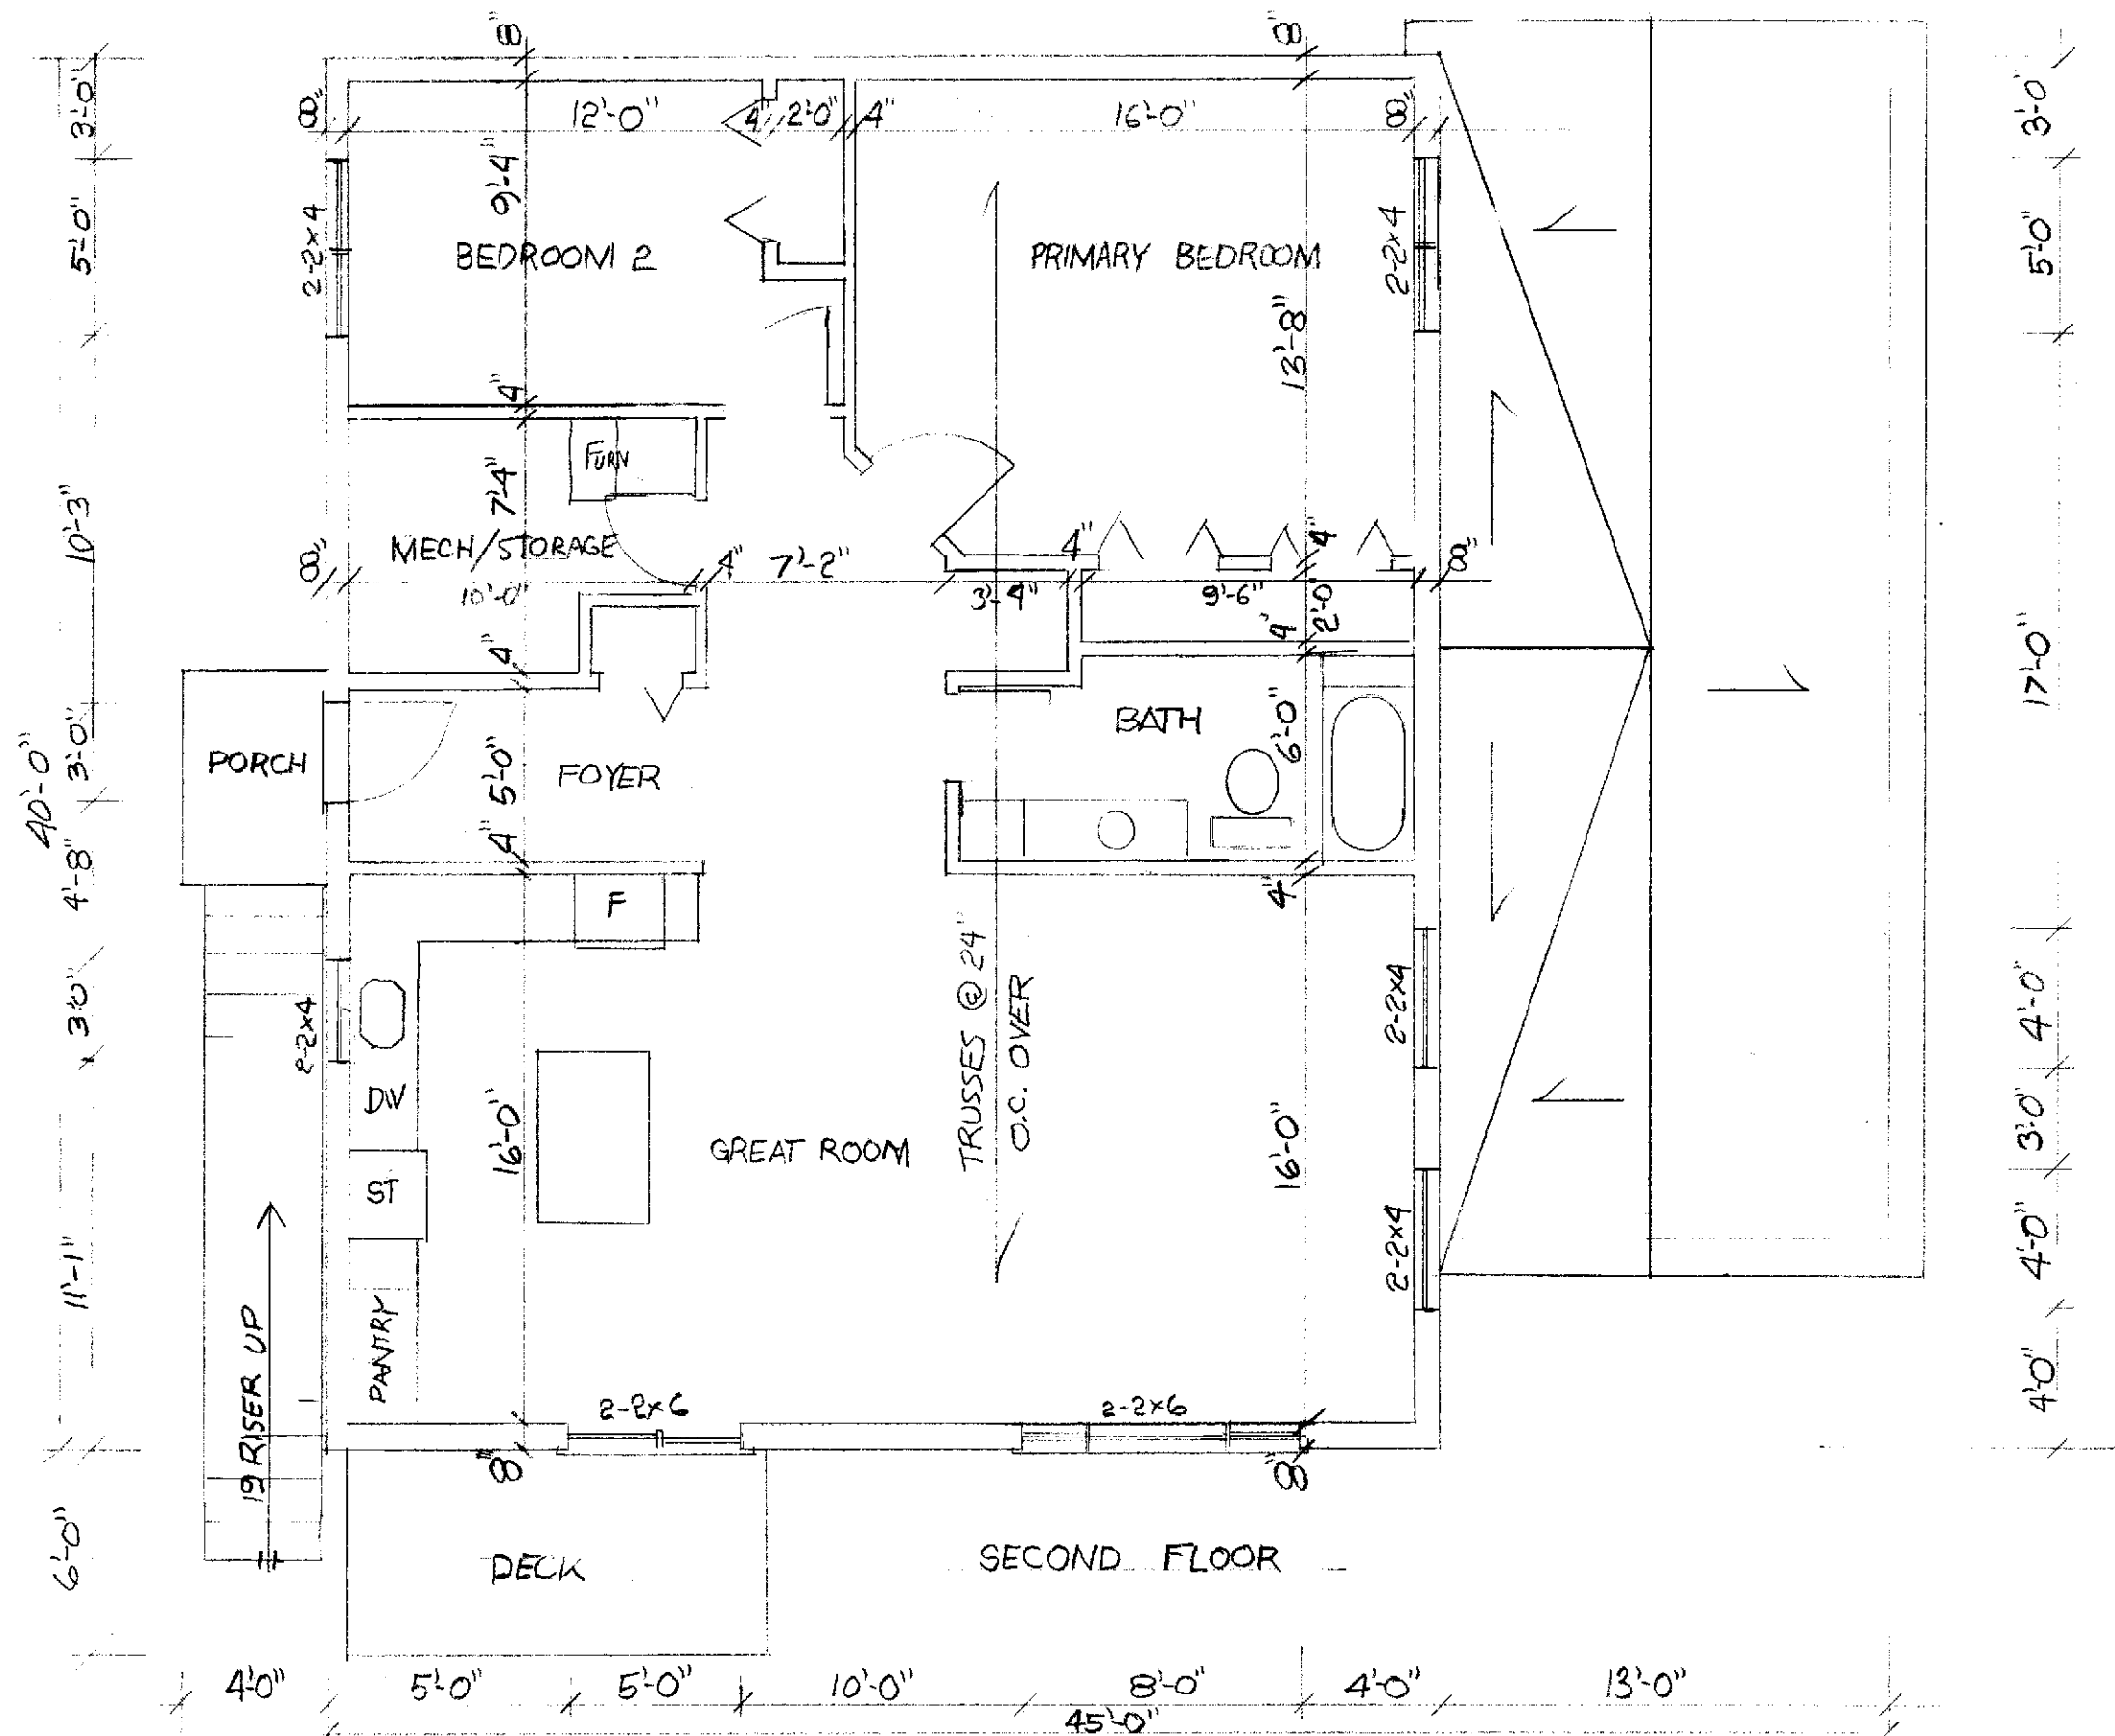 8"
8"
3'-0"
8"
12'-0"
4"
2'-0"
4"
16'-0"
8"
3'-0"
5'-0"
2-2x4
9'-4"
BEDROOM 2
PRIMARY BEDROOM
2-2x4
5'-0"
13'-8"
4"
FURN
10'-3"
7'-4"
MECH/STORAGE
8"
10'-0"
4"
7'-2"
4"
3'-4"
4"
9'-6"
2'-0
8"
4"
4"
17'-0"
PORCH
FOYER
BATH
6'-0"
40'-0"
3'-0"
5'-0"
4'-8"
4"
4"
F
3'0"
2-2x4
TRUSSES @ 24"
O.C. OVER
2-2x4
4'-0"
DW
16'-0"
GREAT ROOM
16'-0"
3'0"
ST
11'-1"
PANTRY
2-2x4
4'-0"
19 RISER UP
2-2x6
2-2x6
4'0"
8"
8"
6'-0"
DECK
SECOND FLOOR
4'0"
5'-0"
5'-0"
10'-0"
8'-0"
4'-0"
13'-0"
45'-0"